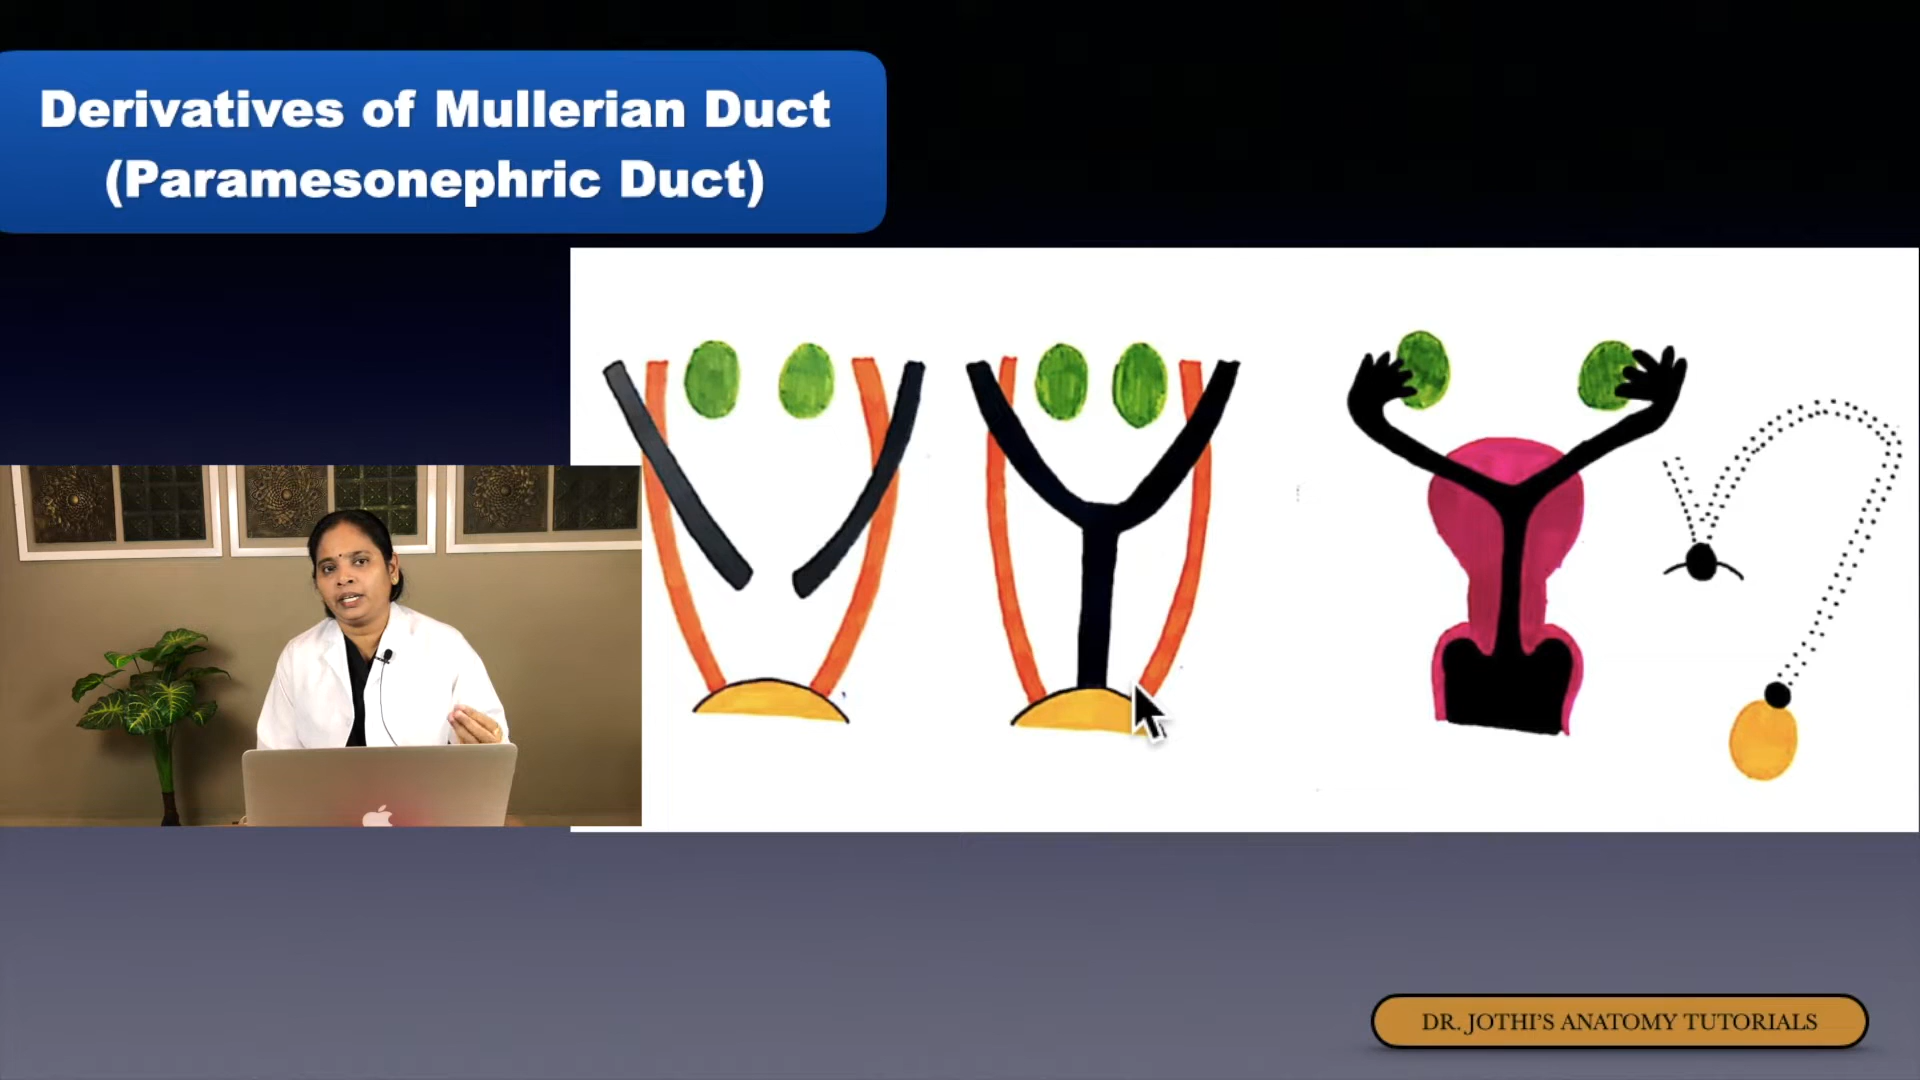 Derivatives of Mullerian Duct
(Paramesonephric Duct)
DR. JOTHI'S ANATOMY TUTORIALS